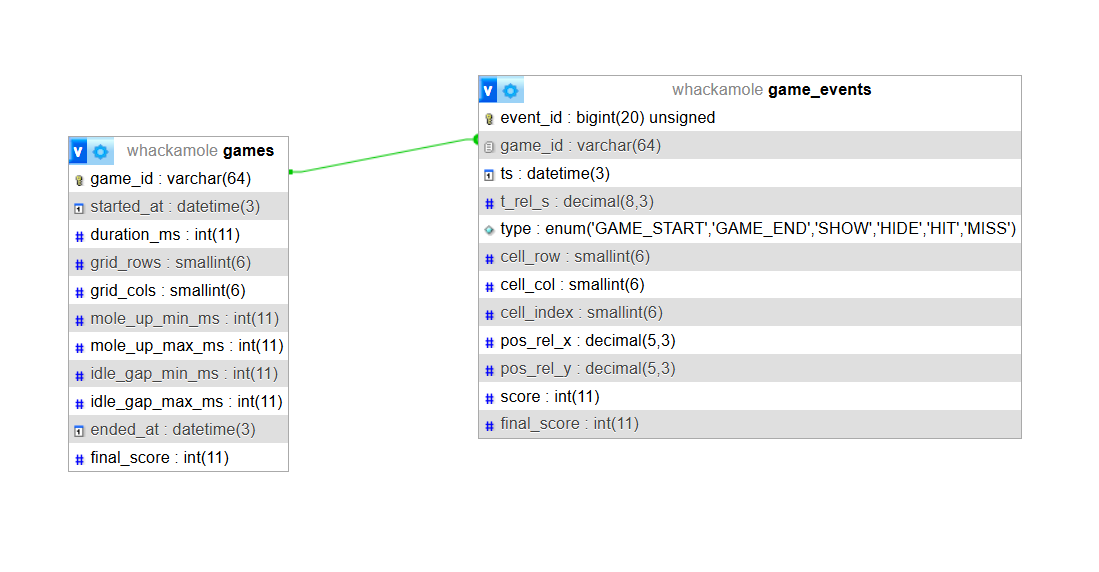 v whackamole games
game_id : varchar(64)
started_at : datetime(3)
# duration_ms : int(11)
# grid_rows : smallint(6)
# grid_cols : smallint(6)
# mole_up_min_ms : int(11)
# mole_up_max_ms : int(11)
# idle_gap_min_ms : int(11)
# idle_gap_max_ms : int(11)
ended_at : datetime(3)
# final_score : int(11)
v whackamole game_events
event_id : bigint(20) unsigned
game_id : varchar(64)
ts : datetime(3)
# t_rel_s : decimal(8,3)
type : enum('GAME_START','GAME_END','SHOW','HIDE','HIT','MISS')
# cell_row : smallint(6)
# cell_col : smallint(6)
# cell_index : smallint(6)
# pos_rel_x : decimal(5,3)
# pos_rel_y : decimal(5,3)
# score : int(11)
# final_score : int(11)